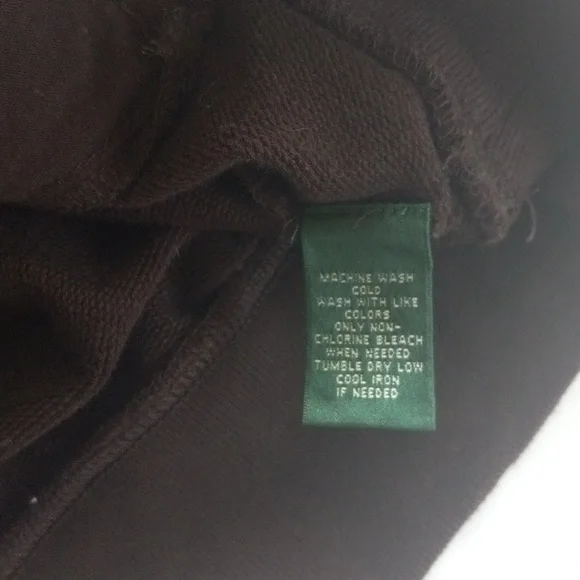 MACHINE WASH
COLD
WASH WITH LIKE
COLORS
ONLY NON-
CHLORINE BLEACH
WHEN NEEDED
TUMBLE DRY LOW
COOL IRON
IF NEEDED